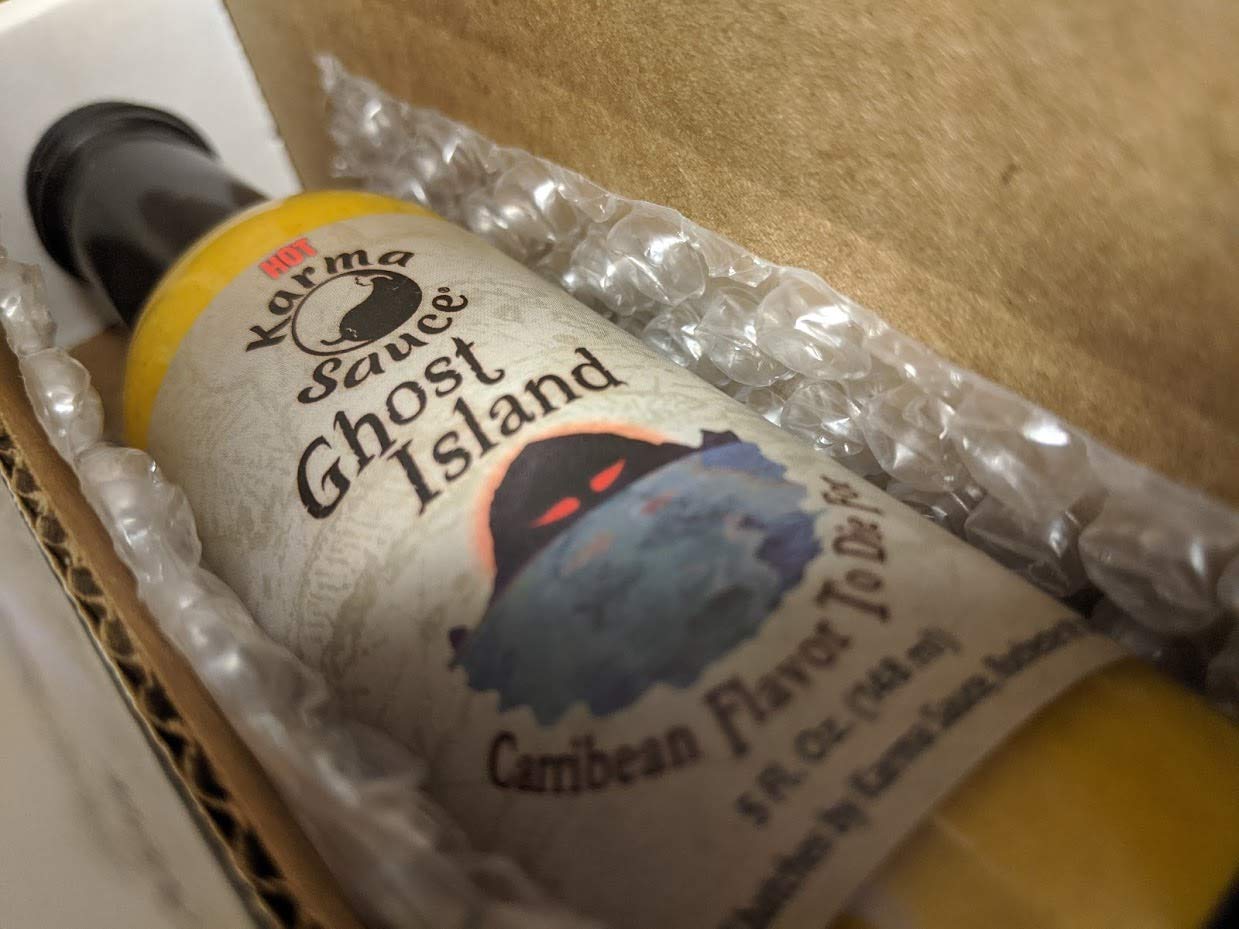 HOT
Karma
Sauce®
Ghost
Island
Carribean Flavor To Die For
5 Fl. Oz. (148 ml)
by Karma Sauce,